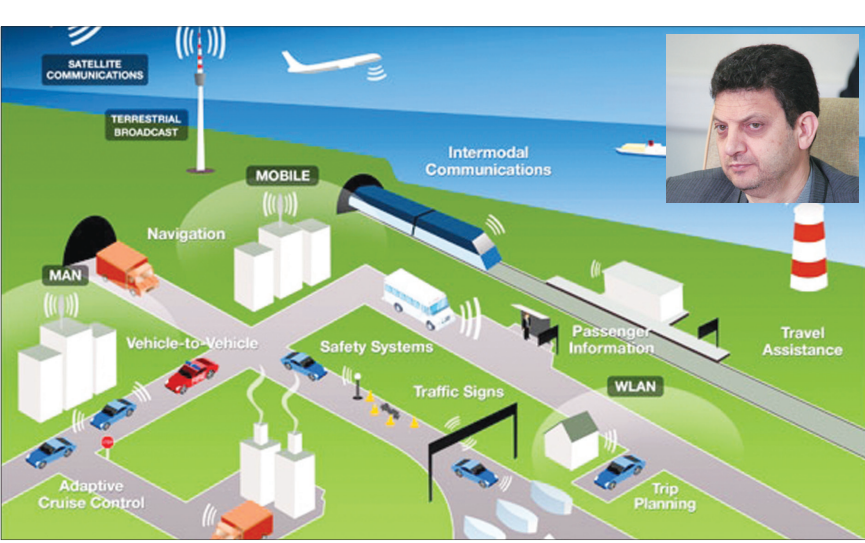 SATELLITE
COMMUNICATIONS
TERRESTRIAL
BROADCAST
Intermodal
Communications
MOBILE
Navigation
MAN
Vehicle-to-Vehicle
Safety Systems
Passenger
Information
Travel
Assistance
Traffic Signs
WLAN
STOP
Adaptive
Cruise Control
Trip
Planning